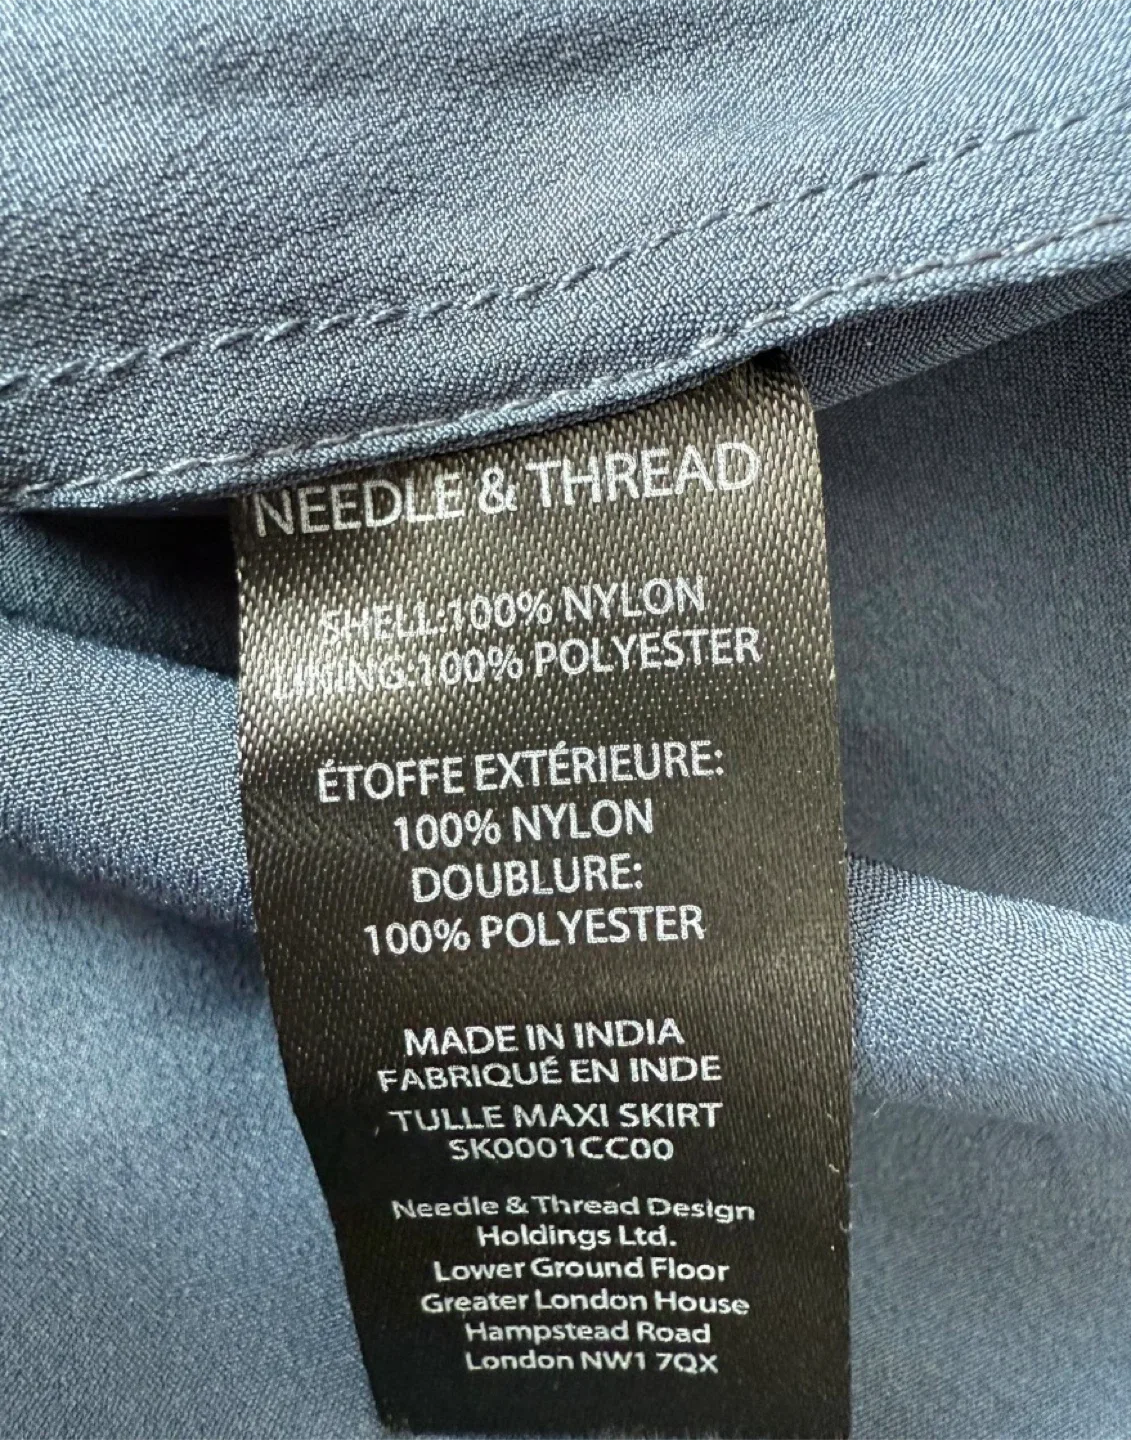 NEEDLE & THREAD
SHELL:100% NYLON
LINING:100% POLYESTER
ÉTOFFE EXTÉRIEURE:
100% NYLON
DOUBLURE:
100% POLYESTER
MADE IN INDIA
FABRIQUÉ EN INDE
TULLE MAXI SKIRT
SK0001CC00
Needle & Thread Design
Holdings Ltd.
Lower Ground Floor
Greater London House
Hampstead Road
London NW1 7QX